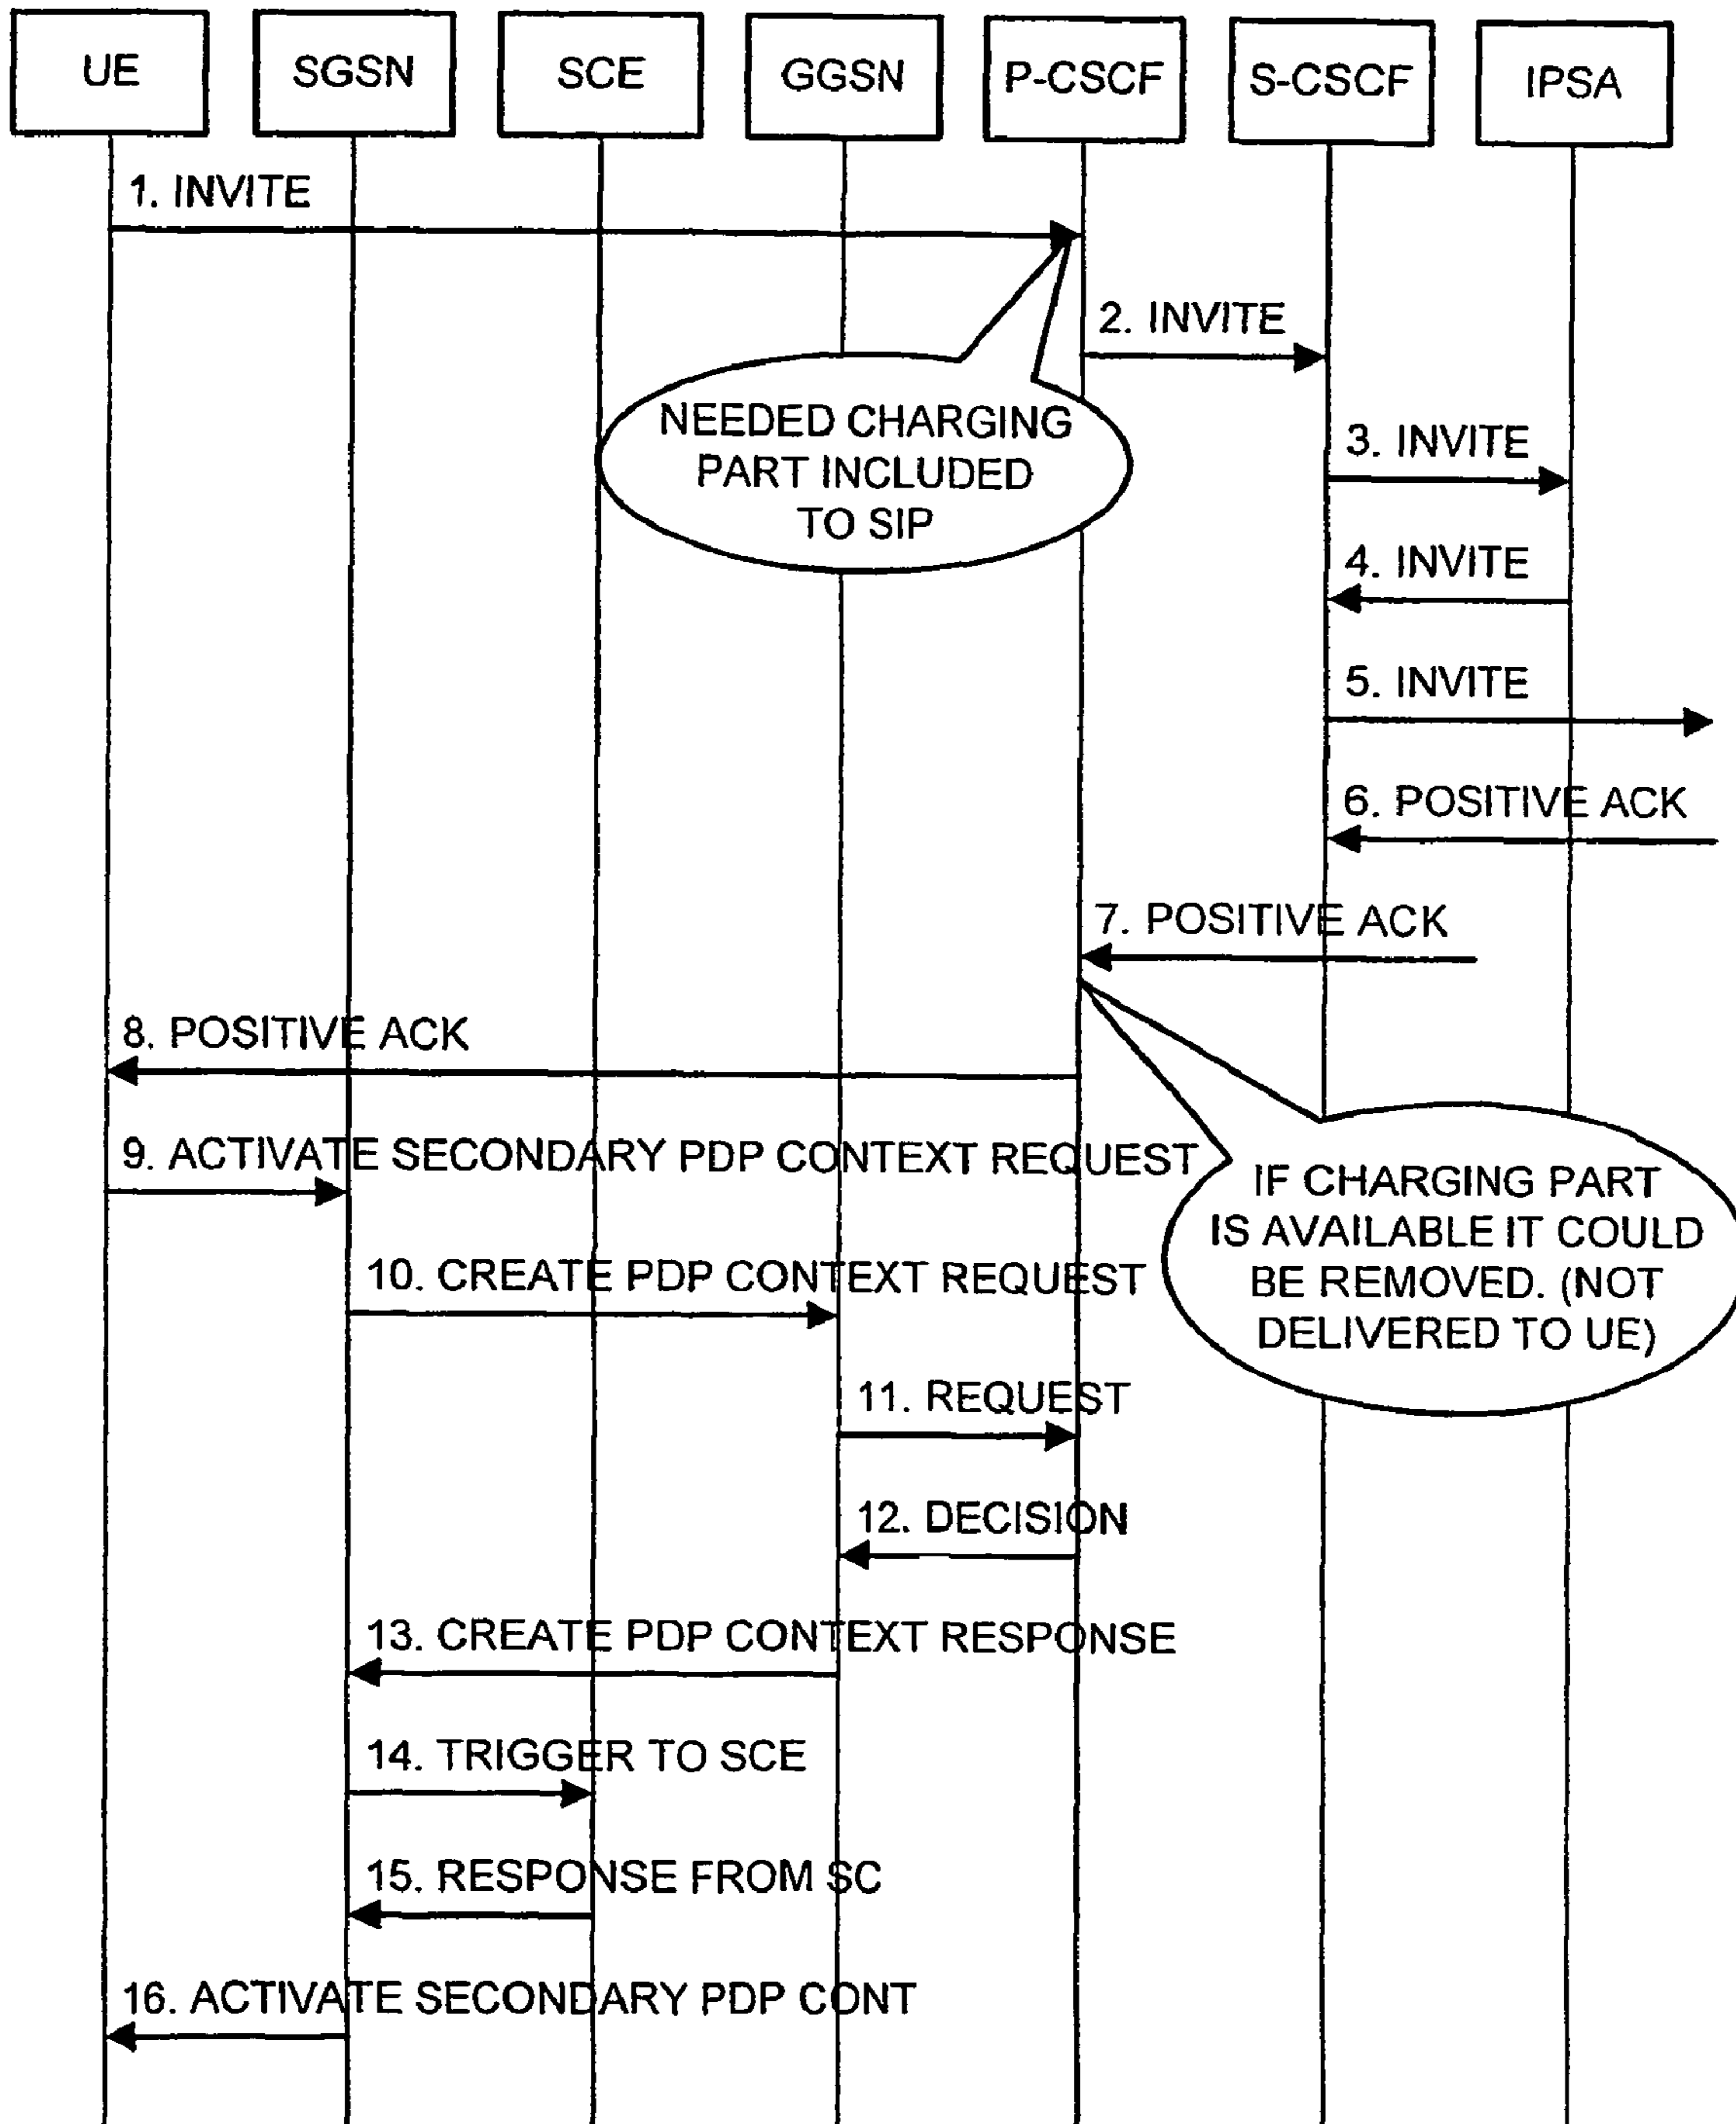 UE
SGSN
SCE
GGSN
P-CSCF
S-CSCF
IPSA
1. INVITE
2. INVITE
NEEDED CHARGING
PART INCLUDED
TO SIP
3. INVITE
4. INVITE
5. INVITE
6. POSITIVE ACK
7. POSITIVE ACK
8. POSITIVE ACK
9. ACTIVATE SECONDARY PDP CONTEXT REQUEST
IF CHARGING PART
IS AVAILABLE IT COULD
BE REMOVED. (NOT
DELIVERED TO UE)
10. CREATE PDP CONTEXT REQUEST
11. REQUEST
12. DECISION
13. CREATE PDP CONTEXT RESPONSE
14. TRIGGER TO SCE
15. RESPONSE FROM SC
16. ACTIVATE SECONDARY PDP CONT